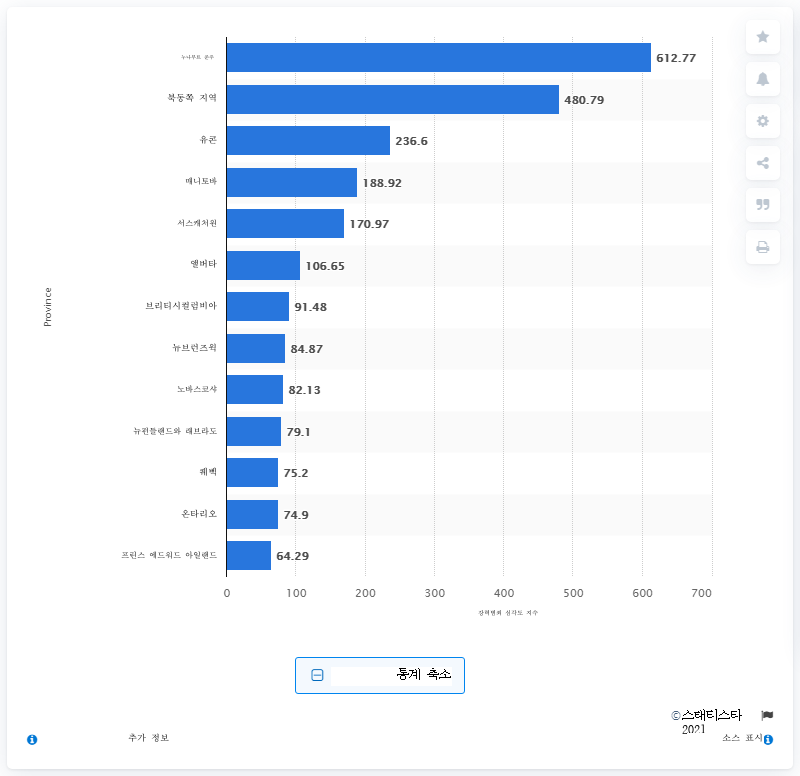 누나부트 준주
612.77
북동쪽 지역
480.79
유콘
236.6
매니토바
188.92
서스캐처원
170.97
앨버타
106.65
브리티시컬럼비아
91.48
뉴브런즈윅
84.87
노바스코샤
82.13
뉴펀들랜드와 래브라도
79.1
퀘벡
75.2
온타리오
74.9
프린스 에드워드 아일랜드
64.29
Province
0 100 200 300 400 500 600 700
강력범죄 심각도 지수
통계 축소
©스태티스타
2021
추가 정보
소스 표시